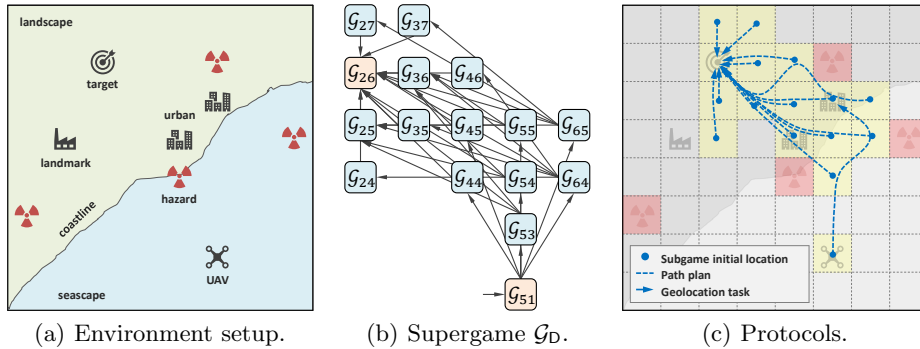 landscape
target
urban
landmark
hazard
coastline
UAV
seascape
(a) Environment setup.
G27 G37
G26 G36 G46
G25 G35 G45 G55 G65
G24 G44 G54 G64
G53
G51
(b) Supergame G_D.
Subgame initial location
Path plan
Geolocation task
(c) Protocols.